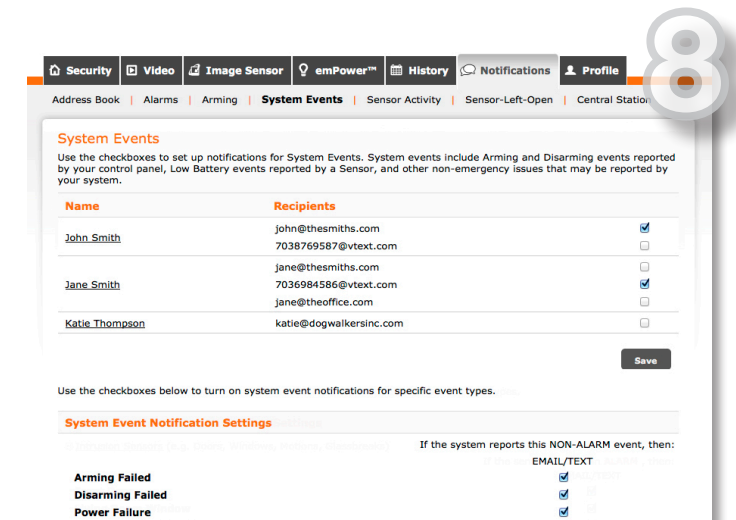 8
Security Video Image Sensor emPower™ History Notifications Profile
Address Book | Alarms | Arming | System Events | Sensor Activity | Sensor-Left-Open | Central Station
System Events
Use the checkboxes to set up notifications for System Events. System events include Arming and Disarming events reported
by your control panel, Low Battery events reported by a Sensor, and other non-emergency issues that may be reported by
your system.
Name Recipients
John Smith
john@thesmiths.com
7038769587@vtext.com
Jane Smith
jane@thesmiths.com
7036984586@vtext.com
jane@theoffice.com
Katie Thompson katie@dogwalkersinc.com
Save
Use the checkboxes below to turn on system event notifications for specific event types.
System Event Notification Settings
If the system reports this NON-ALARM event, then:
EMAIL/TEXT
Arming Failed
Disarming Failed
Power Failure